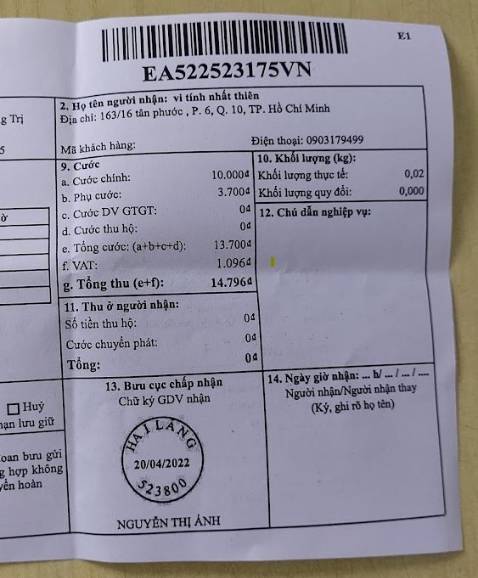 E1
EA522523175VN
g Trị
2. Họ tên người nhận: vi tính nhất thiên
Địa chỉ: 163/16 tân phước , P. 6, Q. 10, TP. Hồ Chí Minh
5
Mã khách hàng:
Điện thoại: 0903179499
9. Cước
a. Cước chính: 10.000đ
b. Phụ cước: 3.700đ
c. Cước DV GTGT: 0đ
d. Cước thu hộ: 0đ
e. Tổng cước: (a+b+c+d): 13.700đ
f. VAT: 1.096đ
g. Tổng thu (e+f): 14.796đ
10. Khối lượng (kg):
Khối lượng thực tế: 0,02
Khối lượng quy đổi: 0,000
12. Chú dẫn nghiệp vụ:
ờ
11. Thu ở người nhận:
Số tiền thu hộ: 0đ
Cước chuyển phát: 0đ
Tổng: 0đ
Huỷ
hạn lưu giữ
13. Bưu cục chấp nhận
Chữ ký GDV nhận
HAI LANG
20/04/2022
523800
NGUYỄN THỊ ÁNH
14. Ngày giờ nhận: ... h/ ... / ... / ....
Người nhận/Người nhận thay
(Ký, ghi rõ họ tên)
oan bưu gửi
g hợp không
yển hoàn